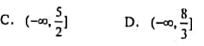 C. (-∞, 5/2] D. (-∞, 8/3]